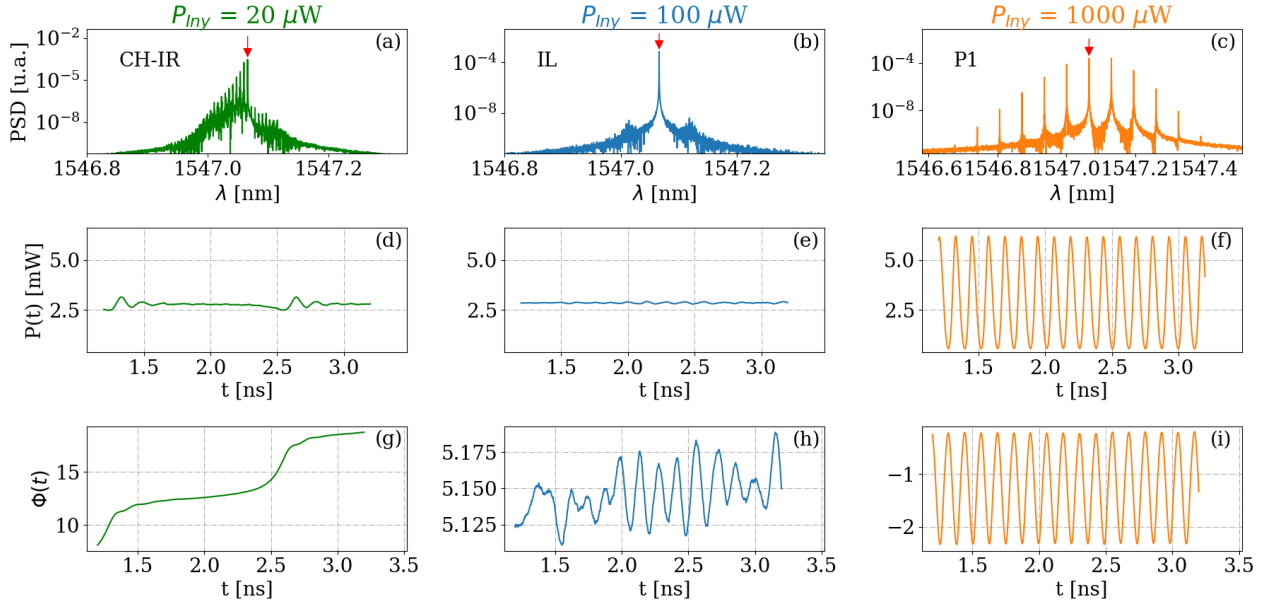 P_Iny = 20 μW
P_Iny = 100 μW
P_Iny = 1000 μW
10⁻²
10⁻⁵
10⁻⁸
PSD [u.a.]
CH-IR
(a)
1546.8 1547.0 1547.2
λ [nm]
10⁻⁴
10⁻⁸
IL
(b)
1546.8 1547.0 1547.2
λ [nm]
10⁻⁴
10⁻⁸
P1
(c)
1546.6 1546.8 1547.0 1547.2 1547.4
λ [nm]
P(t) [mW]
5.0
2.5
(d)
1.5 2.0 2.5 3.0
t [ns]
5.0
2.5
(e)
1.5 2.0 2.5 3.0
t [ns]
5.0
2.5
(f)
1.5 2.0 2.5 3.0
t [ns]
Φ(t)
15
10
(g)
1.5 2.0 2.5 3.0 3.5
t [ns]
5.175
5.150
5.125
(h)
1.5 2.0 2.5 3.0 3.5
t [ns]
−1
−2
(i)
1.5 2.0 2.5 3.0 3.5
t [ns]